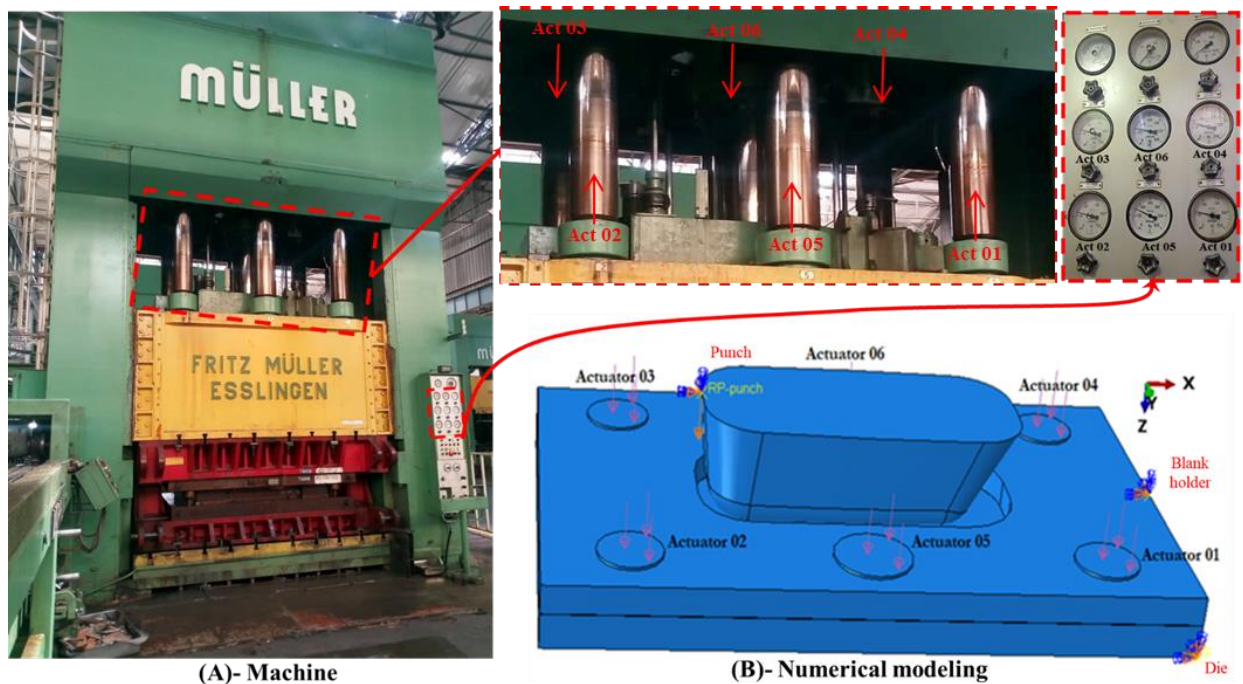 MÜLLER
FRITZ MÜLLER
ESSLINGEN
MÜ
Act 03
Act 06
Act 04
Act 02
Act 05
Act 01
Act 03
Act 06
Act 04
Act 02
Act 05
Act 01
Punch
Actuator 06
Actuator 03
RP-punch
Actuator 04
X
Y
Z
Blank
holder
Actuator 02
Actuator 05
Actuator 01
Die
(A)- Machine
(B)- Numerical modeling